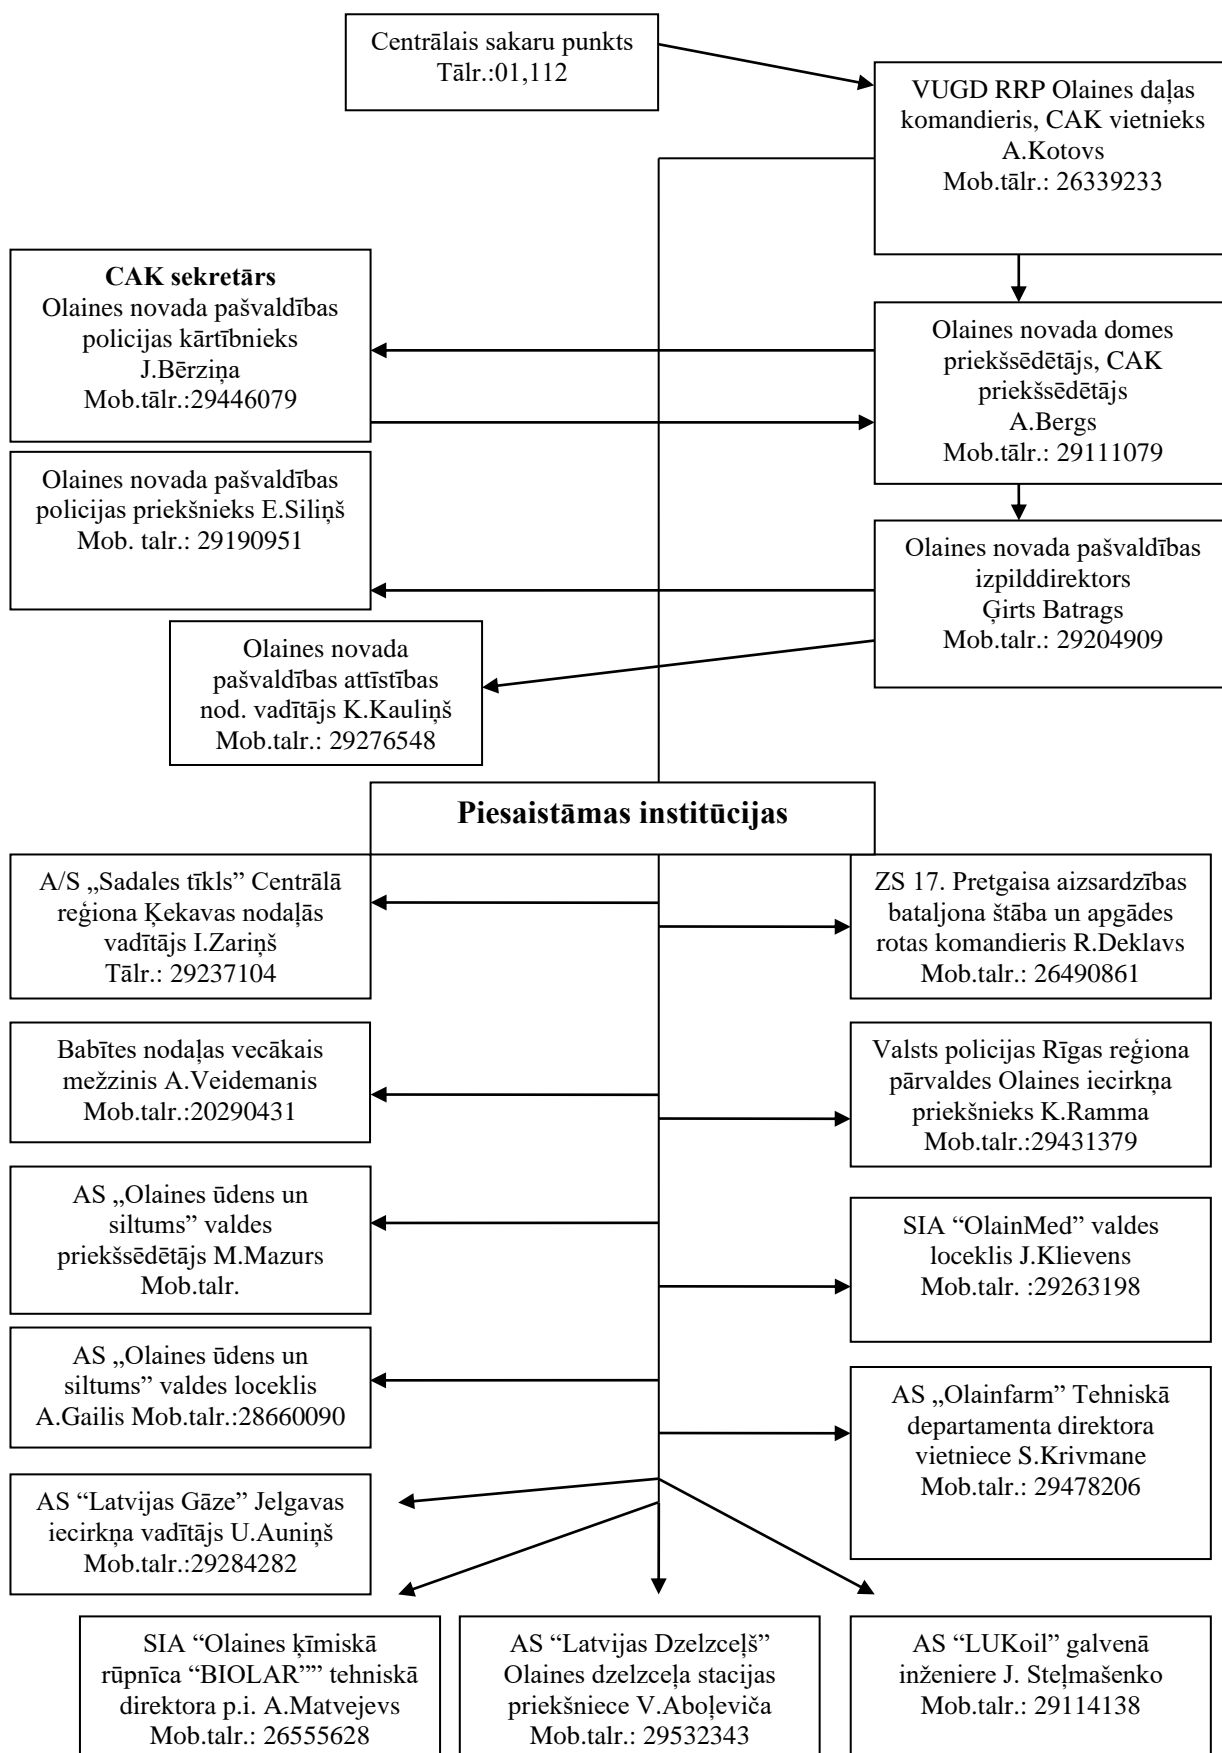 Centrālais sakaru punkts
Tālr.:01,112
VUGD RRP Olaines daļas
komandieris, CAK vietnieks
A.Kotovs
Mob.tālr.: 26339233
CAK sekretārs
Olaines novada pašvaldības
policijas kārtībnieks
J.Bērziņa
Mob.tālr.:29446079
Olaines novada domes
priekšsēdētājs, CAK
priekšsēdētājs
A.Bergs
Mob.tālr.: 29111079
Olaines novada pašvaldības
policijas priekšnieks E.Siliņš
Mob. talr.: 29190951
Olaines novada pašvaldības
izpilddirektors
Ģirts Batrags
Mob.talr.: 29204909
Olaines novada
pašvaldības attīstības
nod. vadītājs K.Kauliņš
Mob.talr.: 29276548
Piesaistāmas institūcijas
A/S „Sadales tīkls” Centrālā
reģiona Ķekavas nodaļās
vadītājs I.Zariņš
Tālr.: 29237104
ZS 17. Pretgaisa aizsardzības
bataljona štāba un apgādes
rotas komandieris R.Deklavs
Mob.talr.: 26490861
Babītes nodaļas vecākais
mežzinis A.Veidemanis
Mob.talr.:20290431
Valsts policijas Rīgas reģiona
pārvaldes Olaines iecirkņa
priekšnieks K.Ramma
Mob.talr.:29431379
AS „Olaines ūdens un
siltums” valdes
priekšsēdētājs M.Mazurs
Mob.talr.
SIA “OlainMed” valdes
loceklis J.Klievens
Mob.talr. :29263198
AS „Olaines ūdens un
siltums” valdes loceklis
A.Gailis Mob.talr.:28660090
AS „Olainfarm” Tehniskā
departamenta direktora
vietniece S.Krivmane
Mob.talr.: 29478206
AS “Latvijas Gāze” Jelgavas
iecirkņa vadītājs U.Auniņš
Mob.talr.:29284282
SIA “Olaines ķīmiskā
rūpnīca “BIOLAR”” tehniskā
direktora p.i. A.Matvejevs
Mob.talr.: 26555628
AS “Latvijas Dzelzceļš”
Olaines dzelzceļa stacijas
priekšniece V.Aboļeviča
Mob.talr.: 29532343
AS “LUKoil” galvenā
inženiere J. Steļmašenko
Mob.talr.: 29114138